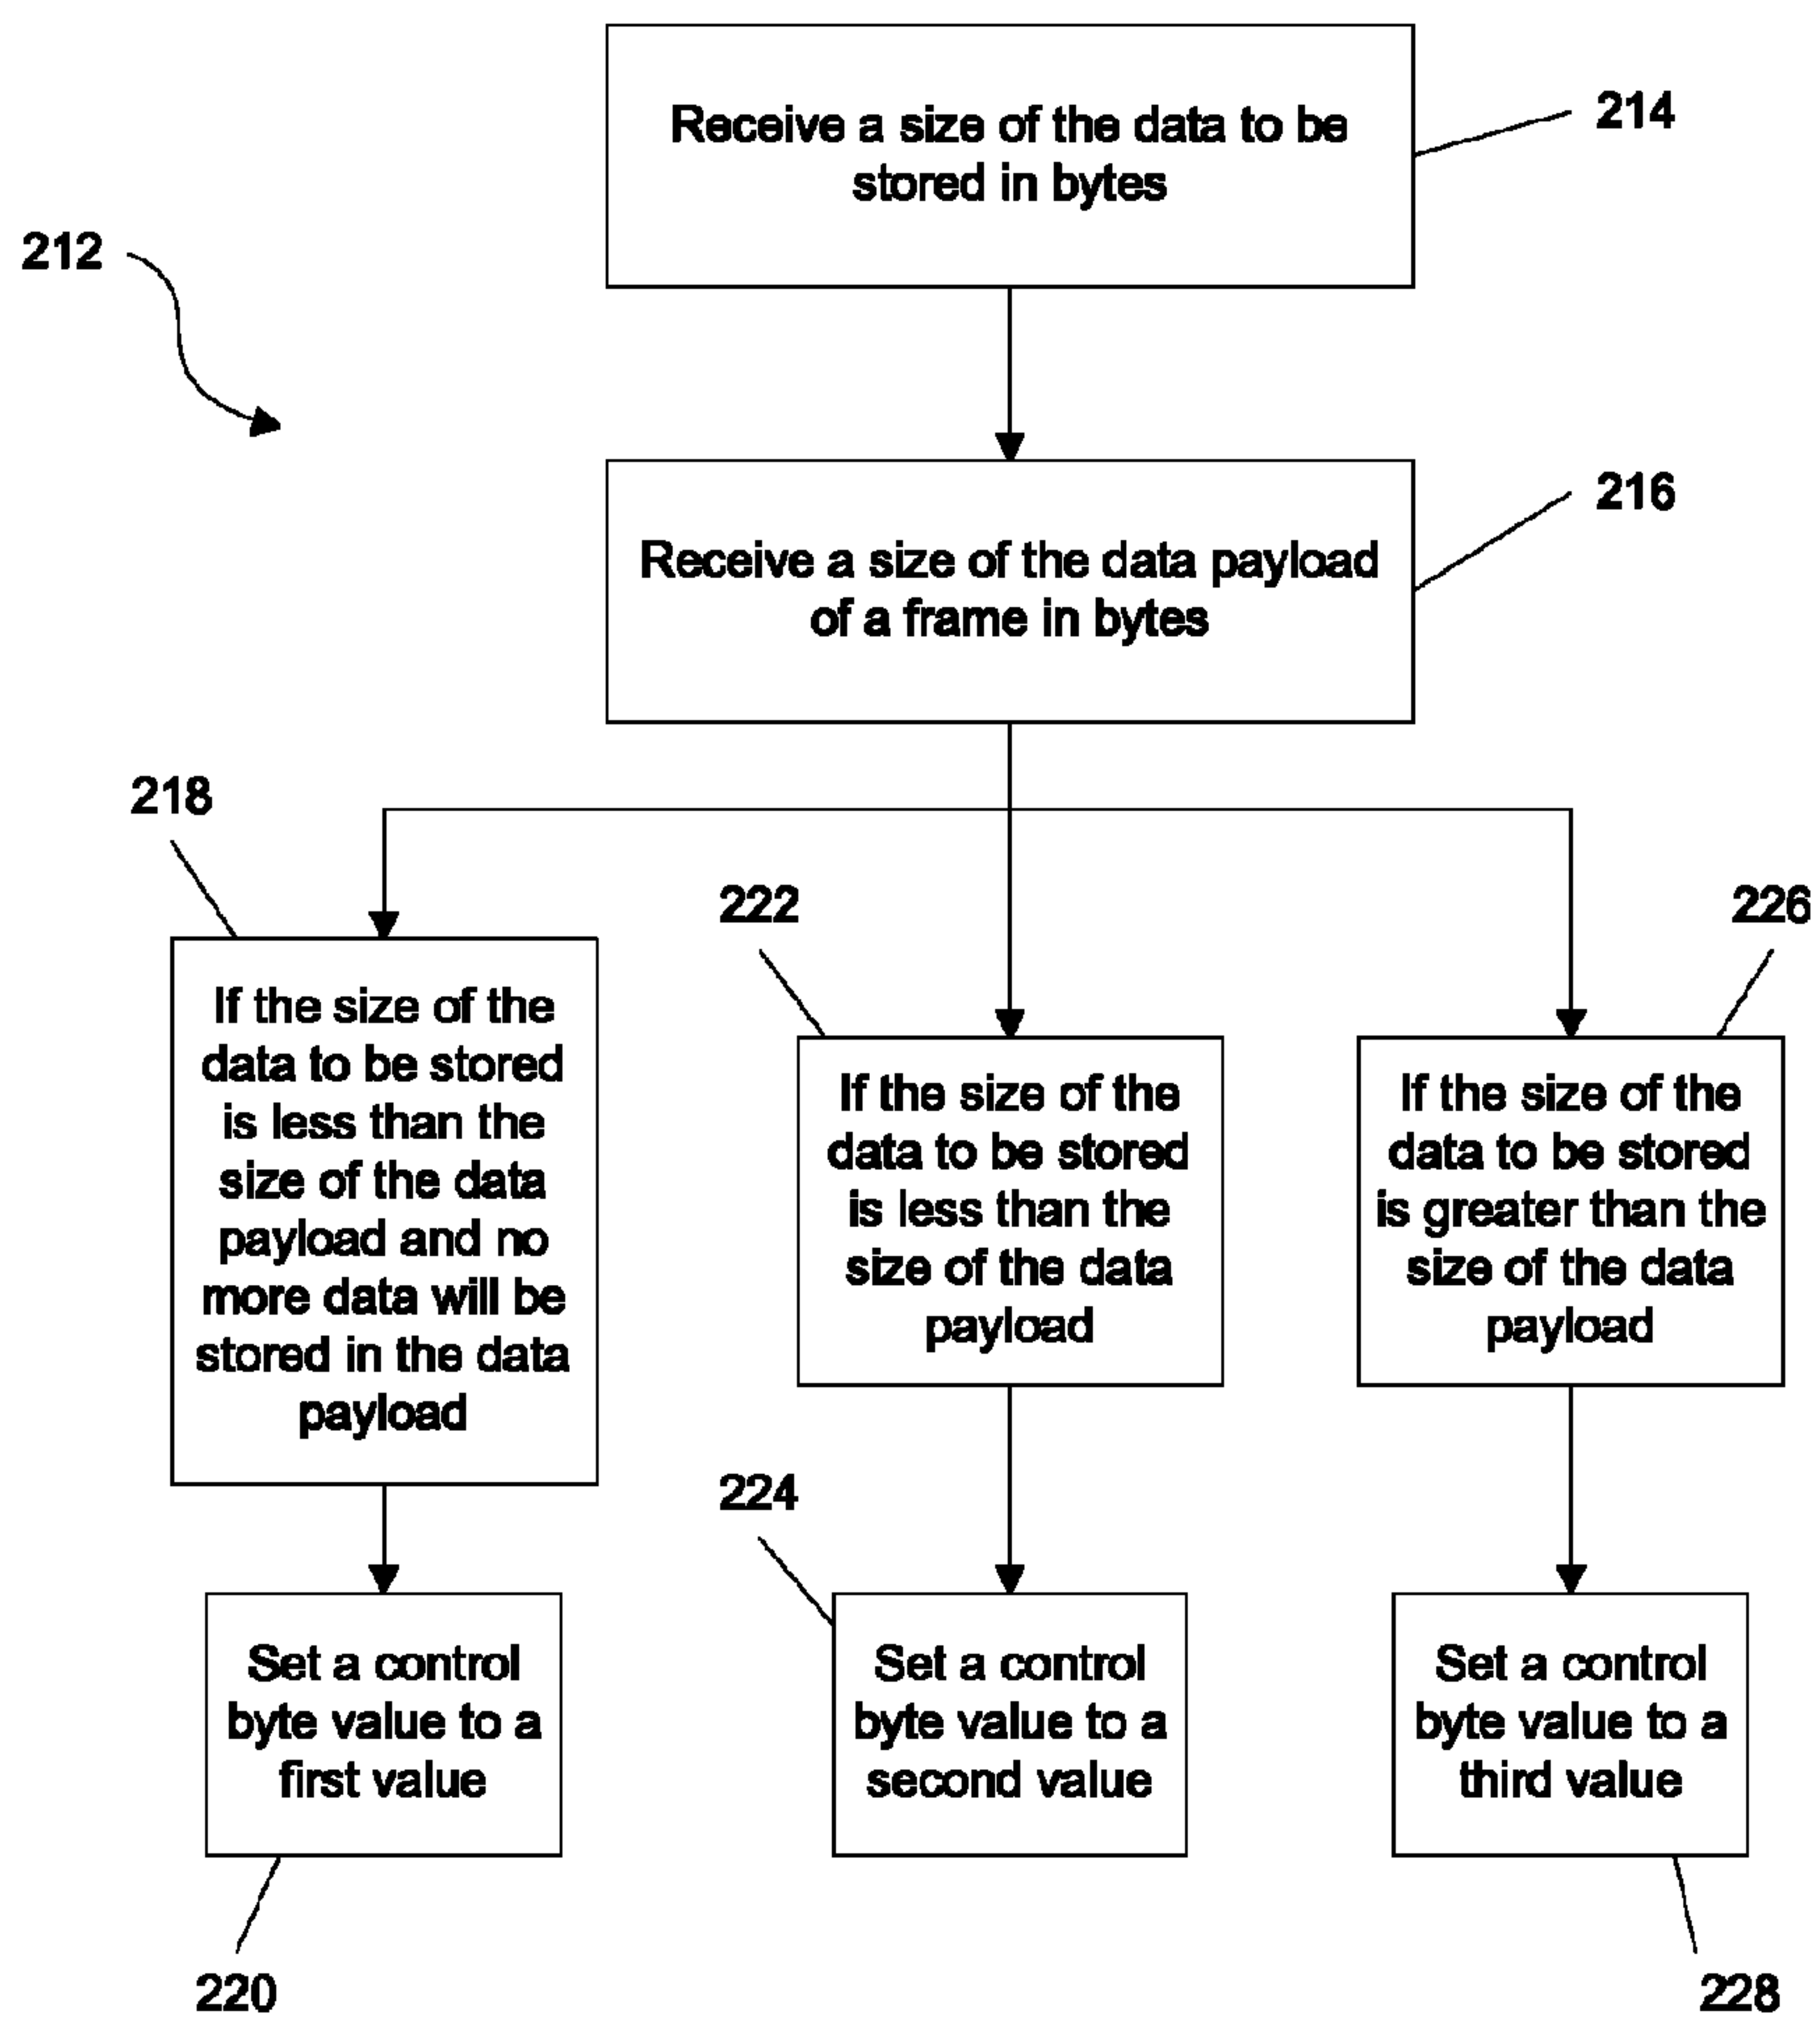 Receive a size of the data to be
stored in bytes
214
212
Receive a size of the data payload
of a frame in bytes
216
218
If the size of the
data to be stored
is less than the
size of the data
payload and no
more data will be
stored in the data
payload
222
If the size of the
data to be stored
is less than the
size of the data
payload
226
If the size of the
data to be stored
is greater than the
size of the data
payload
Set a control
byte value to a
first value
220
224
Set a control
byte value to a
second value
Set a control
byte value to a
third value
228